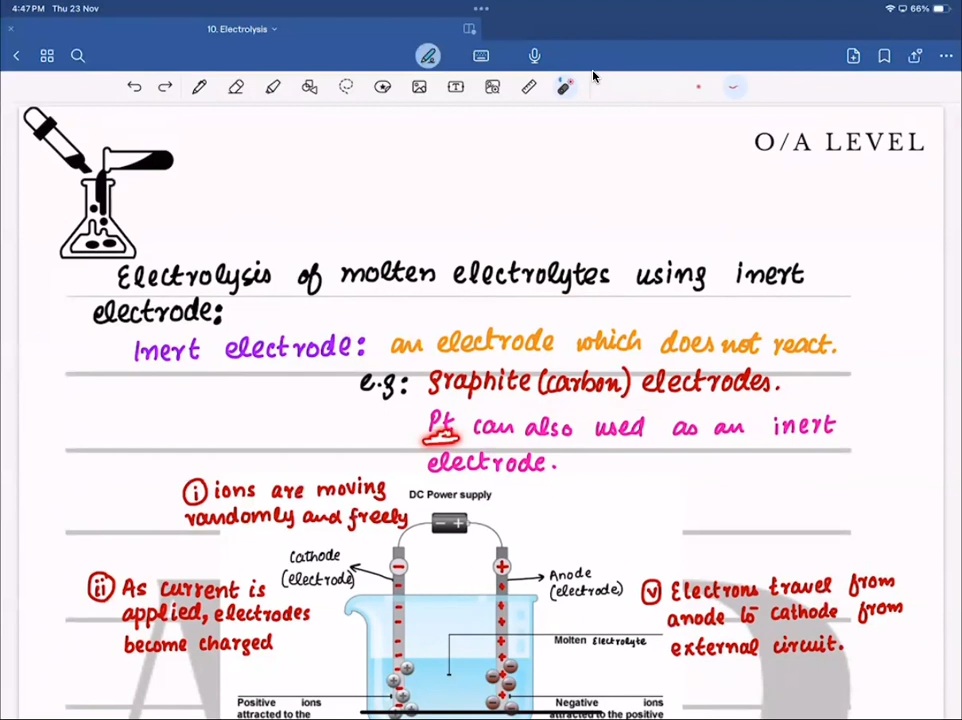 4:47PM Thu 23 Nov
66%
10. Electrolysis
O/A LEVEL
Electrolysis of molten electrolytes using inert
electrode:
Inert electrode: an electrode which does not react.
e.g: graphite (carbon) electrodes.
Pt can also used as an inert
electrode.
i ions are moving
randomly and freely
DC Power supply
- +
Cathode
(electrode)
Anode
(electrode)
ii As current is
applied, electrodes
become charged
v Electrons travel from
anode to cathode from
external circuit.
Molten Electrolyte
Positive ions
attracted to the
Negative ions
attracted to the positive